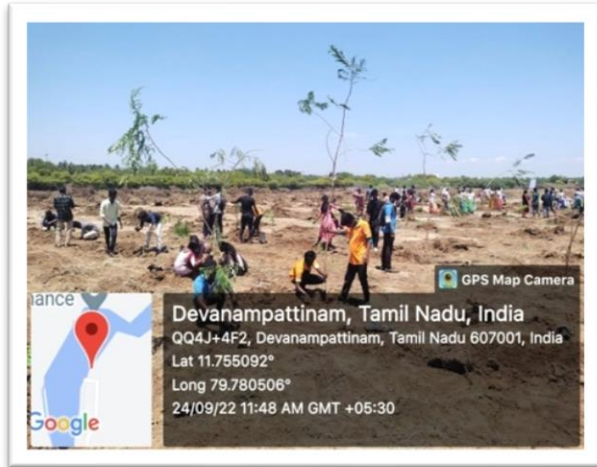 GPS Map Camera
Devanampattinam, Tamil Nadu, India
QQ4J+4F2, Devanampattinam, Tamil Nadu 607001, India
Lat 11.755092°
Long 79.780506°
24/09/22 11:48 AM GMT +05:30
nance
Google